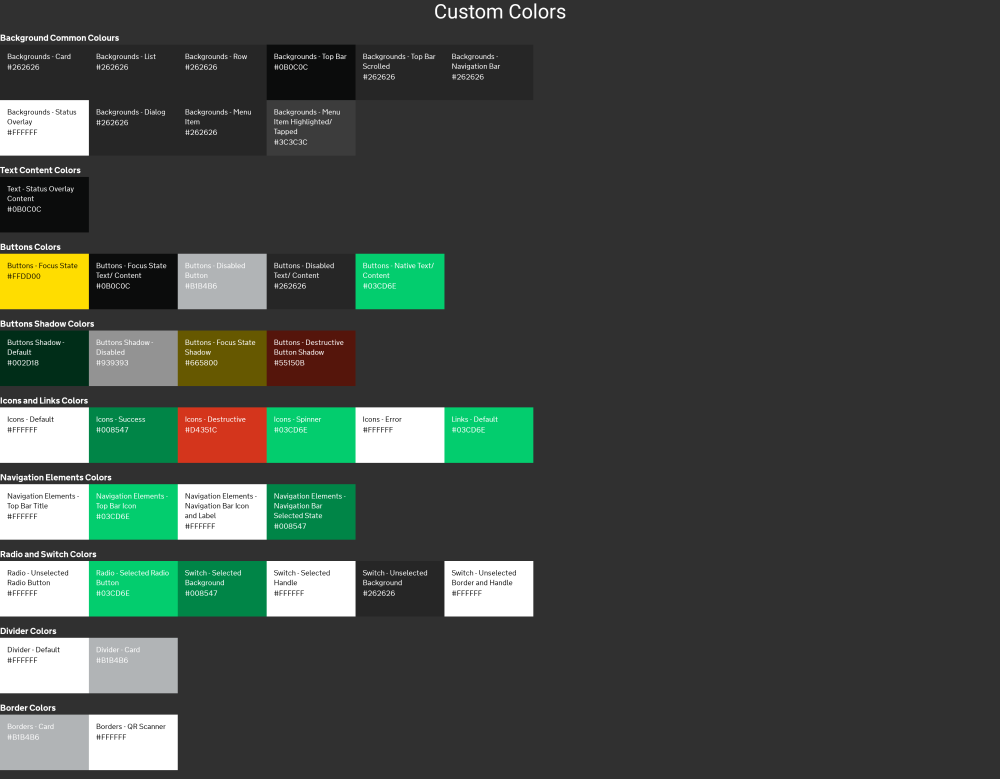 Custom Colors
Background Common Colours
Backgrounds - Card
#262626
Backgrounds - List
#262626
Backgrounds - Row
#262626
Backgrounds - Top Bar
#0B0C0C
Backgrounds - Top Bar
Scrolled
#262626
Backgrounds -
Navigation Bar
#262626
Backgrounds - Status
Overlay
#FFFFFF
Backgrounds - Dialog
#262626
Backgrounds - Menu
Item
#262626
Backgrounds - Menu
Item Highlighted/
Tapped
#3C3C3C
Text Content Colors
Text - Status Overlay
Content
#0B0C0C
Buttons Colors
Buttons - Focus State
#FFDD00
Buttons - Focus State
Text/ Content
#0B0C0C
Buttons - Disabled
Button
#B1B4B6
Buttons - Disabled
Text/ Content
#262626
Buttons - Native Text/
Content
#03CD6E
Buttons Shadow Colors
Buttons Shadow -
Default
#002D18
Buttons Shadow -
Disabled
#939393
Buttons - Focus State
Shadow
#665800
Buttons - Destructive
Button Shadow
#55150B
Icons and Links Colors
Icons - Default
#FFFFFF
Icons - Success
#008547
Icons - Destructive
#D4351C
Icons - Spinner
#03CD6E
Icons - Error
#FFFFFF
Links - Default
#03CD6E
Navigation Elements Colors
Navigation Elements -
Top Bar Title
#FFFFFF
Navigation Elements -
Top Bar Icon
#03CD6E
Navigation Elements -
Navigation Bar Icon
and Label
#FFFFFF
Navigation Elements -
Navigation Bar
Selected State
#008547
Radio and Switch Colors
Radio - Unselected
Radio Button
#FFFFFF
Radio - Selected Radio
Button
#03CD6E
Switch - Selected
Background
#008547
Switch - Selected
Handle
#FFFFFF
Switch - Unselected
Background
#262626
Switch - Unselected
Border and Handle
#FFFFFF
Divider Colors
Divider - Default
#FFFFFF
Divider - Card
#B1B4B6
Border Colors
Borders - Card
#B1B4B6
Borders - QR Scanner
#FFFFFF